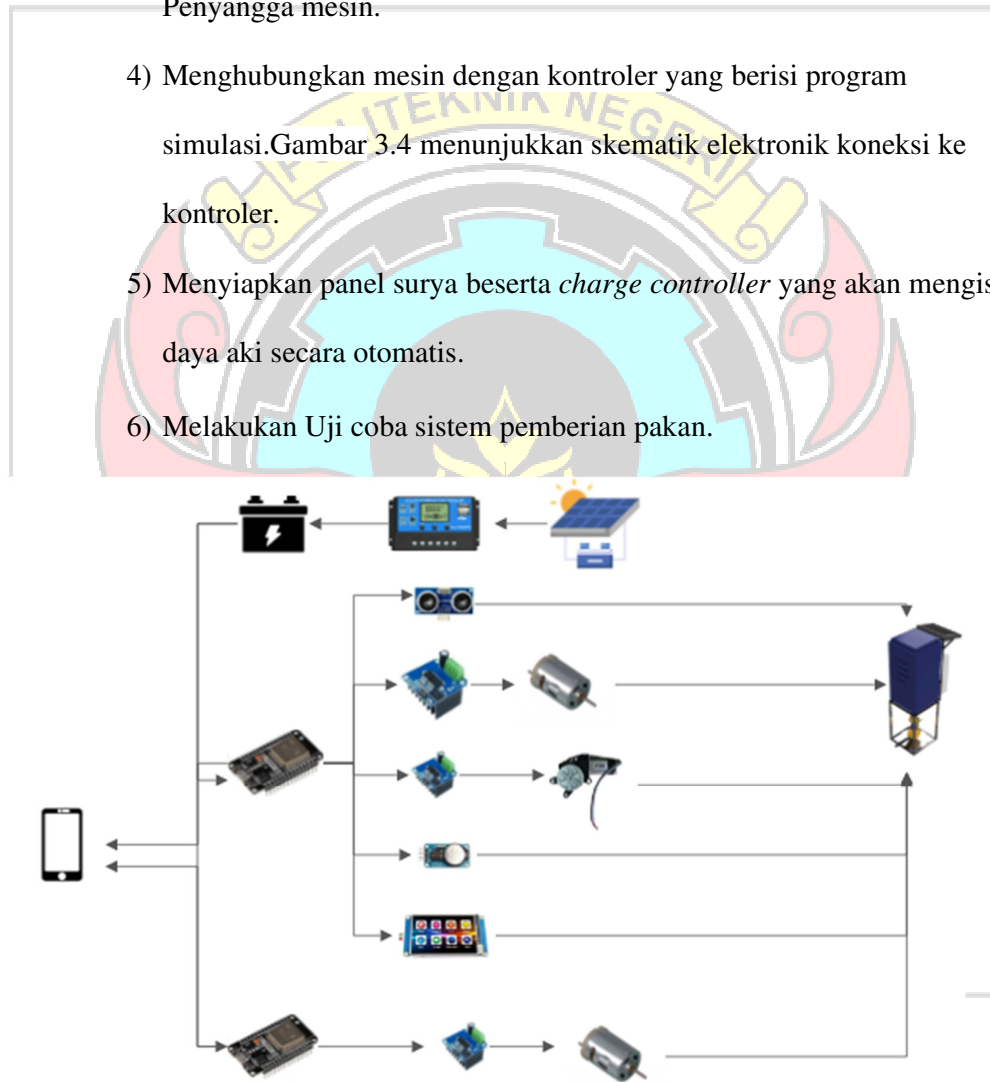 Penyangga mesin.
4) Menghubungkan mesin dengan kontroler yang berisi program
simulasi.Gambar 3.4 menunjukkan skematik elektronik koneksi ke
kontroler.
5) Menyiapkan panel surya beserta charge controller yang akan mengis
daya aki secara otomatis.
6) Melakukan Uji coba sistem pemberian pakan.
POLITEKNIK NEGERI